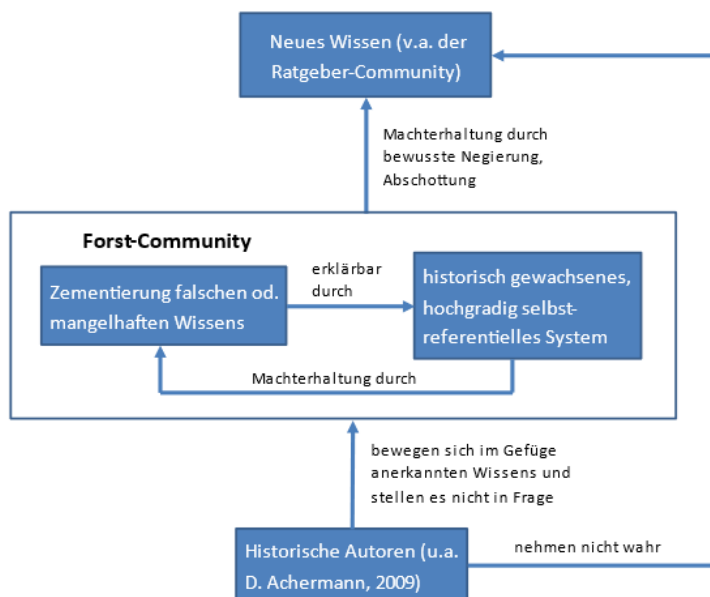 Neues Wissen (v.a. der
Ratgeber-Community)
Machterhaltung durch
bewusste Negierung,
Abschottung
Forst-Community
Zementierung falschen od.
mangelhaften Wissens
erklärbar
durch
historisch gewachsenes,
hochgradig selbst-
referentielles System
Machterhaltung durch
bewegen sich im Gefüge
anerkannten Wissens und
stellen es nicht in Frage
Historische Autoren (u.a.
D. Achermann, 2009)
nehmen nicht wahr